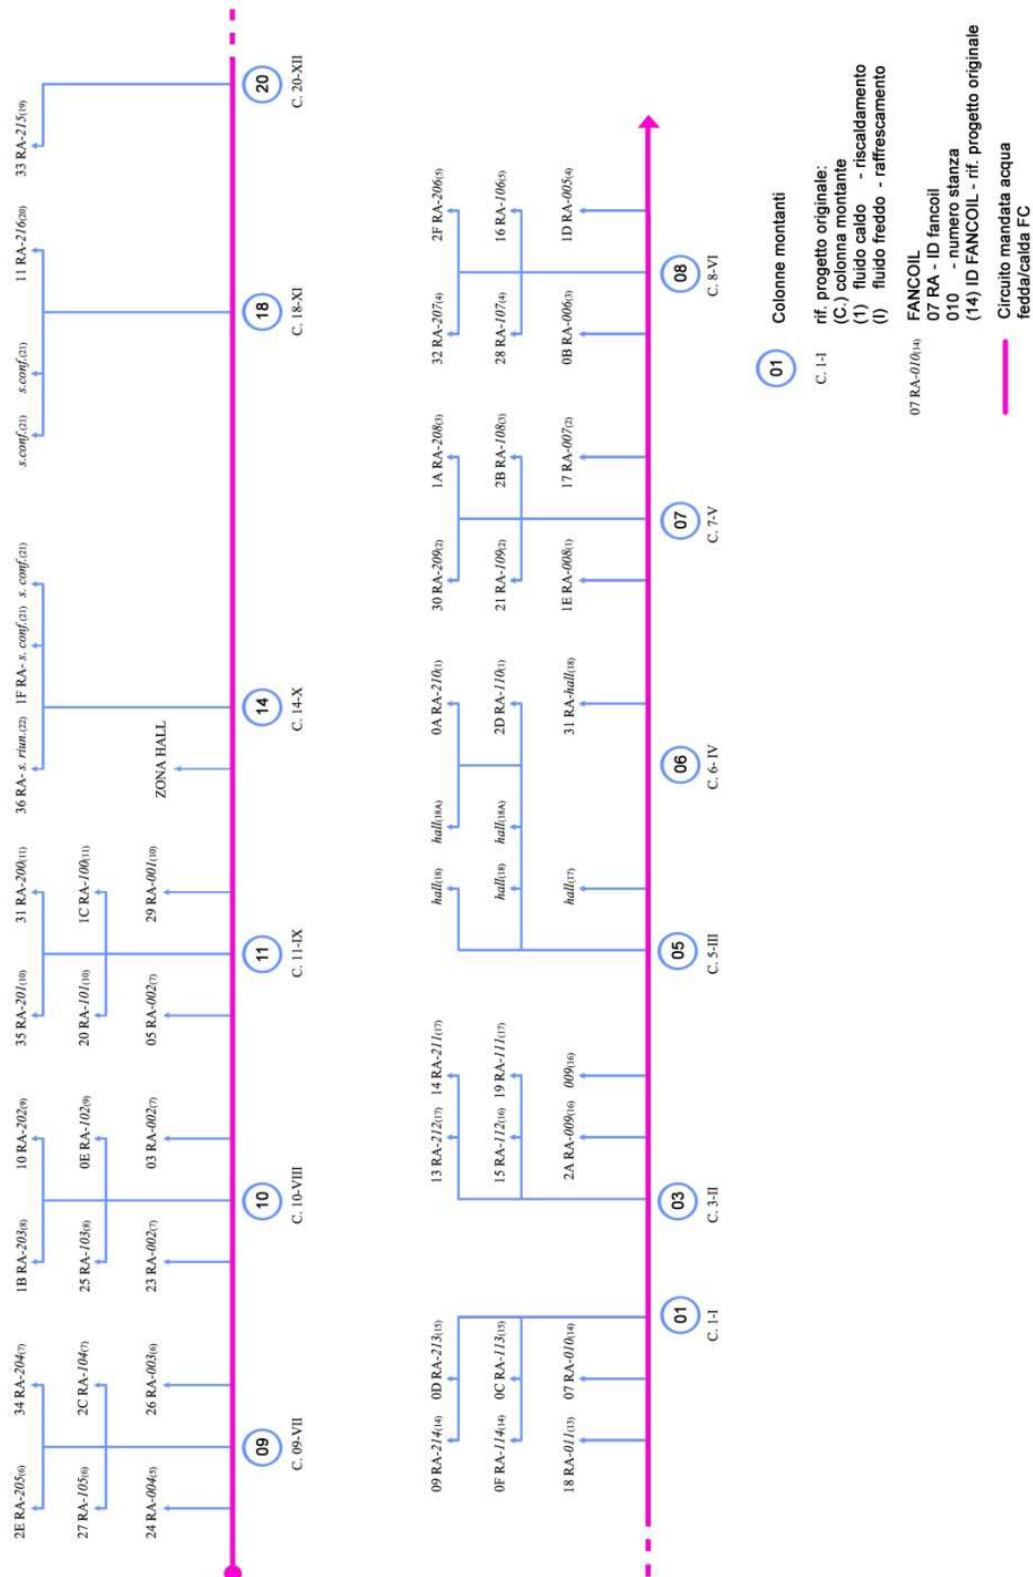 2E RA-205(6) 34 RA-204(7) 1B RA-203(8) 10 RA-202(9) 35 RA-201(10) 31 RA-200(11) 36 RA- s. riun.(22) 1F RA- s. conf.(21) s. conf.(21) s.conf.(21) s.conf.(21) 11 RA-216(20) 33 RA-215(19)
27 RA-105(6) 2C RA-104(7) 25 RA-103(8) 0E RA-102(9) 20 RA-101(10) 1C RA-100(11)
24 RA-004(5) 26 RA-003(6) 23 RA-002(7) 03 RA-002(7) 05 RA-002(7) 29 RA-001(10) ZONA HALL
09 10 11 14 18 20
C. 09-VII C. 10-VIII C. 11-IX C. 14-X C. 18-XI C. 20-XII
09 RA-214(14) 0D RA-213(15) 13 RA-212(17) 14 RA-211(17) hall(18) hall(18A) 0A RA-210(1) 30 RA-209(2) 1A RA-208(3) 32 RA-207(4) 2F RA-206(5)
0F RA-114(14) 0C RA-113(15) 15 RA-112(16) 19 RA-111(17) hall(18) hall(18A) 2D RA-110(1) 21 RA-109(2) 2B RA-108(3) 28 RA-107(4) 16 RA-106(5)
18 RA-011(13) 07 RA-010(14) 2A RA-009(16) 009(16) hall(17) 31 RA-hall(18) 1E RA-008(1) 17 RA-007(2) 0B RA-006(3) 1D RA-005(4)
01 03 05 06 07 08
C. 1-I C. 3-II C. 5-III C. 6- IV C. 7-V C. 8-VI
01 Colonne montanti
C. 1-I rif. progetto originale:
(C.) colonna montante
(1) fluido caldo - riscaldamento
(I) fluido freddo - raffrescamento
07 RA-010(14) FANCOIL
07 RA - ID fancoil
010 - numero stanza
(14) ID FANCOIL - rif. progetto originale
Circuito mandata acqua
fedda/calda FC